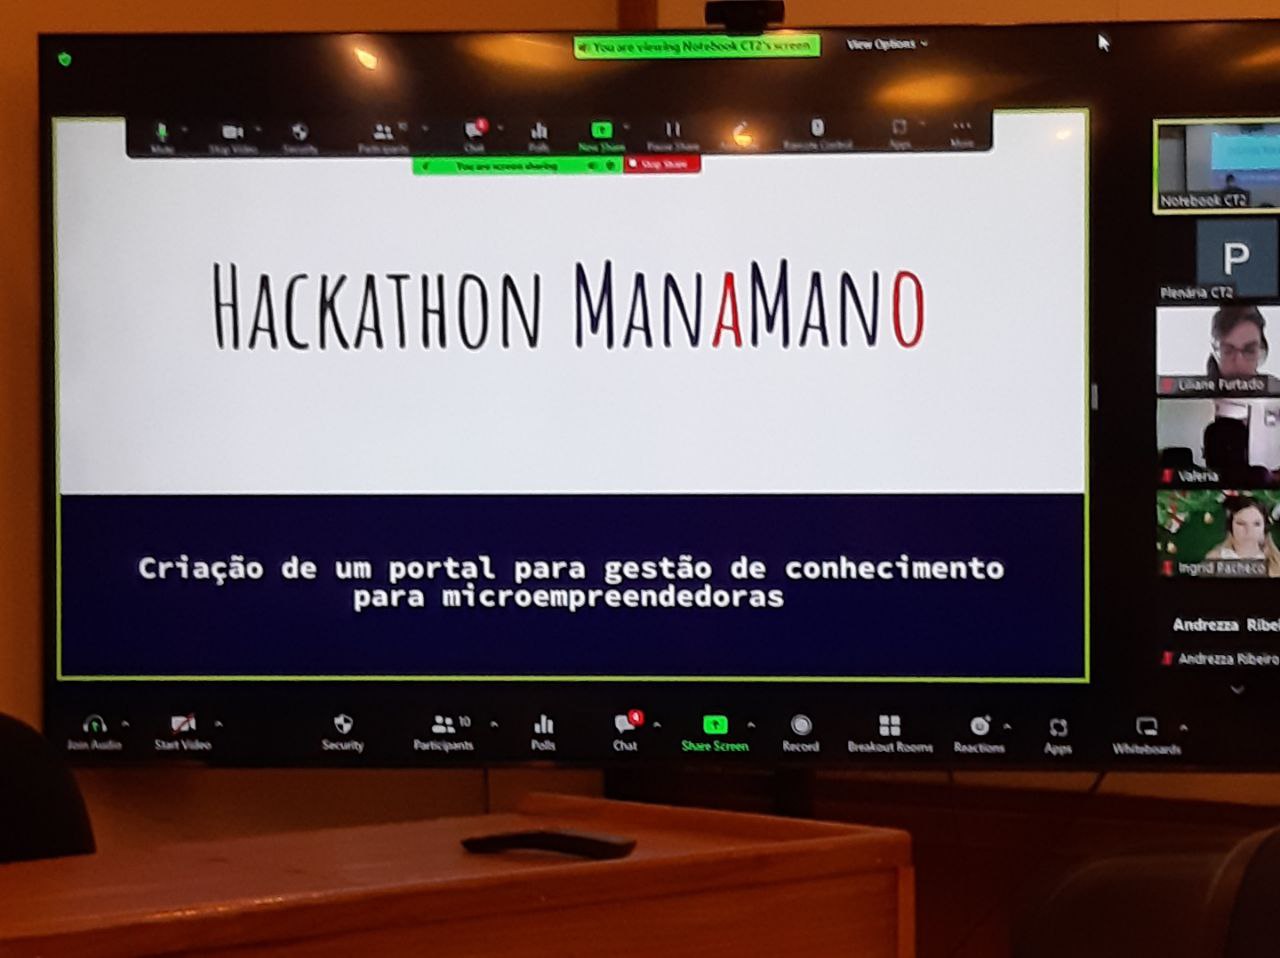 You are viewing Notebook CT2's screen
View Options
Mute
Stop Video
Security
Participants
Chat
Polls
New Share
Pause Share
Remote Control
Apps
More
You are screen sharing
Stop Share
HACKATHON MANAMANO
Criação de um portal para gestão de conhecimento
para microempreendedoras
Notebook CT2
P
Plenária CT2
Liliane Furtado
Valeria
Ingrid Pacheco
Andrezza Ribei
Andrezza Ribeiro
Join Audio
Start Video
Security
Participants
10
Polls
Chat
4
Share Screen
Record
Breakout Rooms
Reactions
Apps
Whiteboards